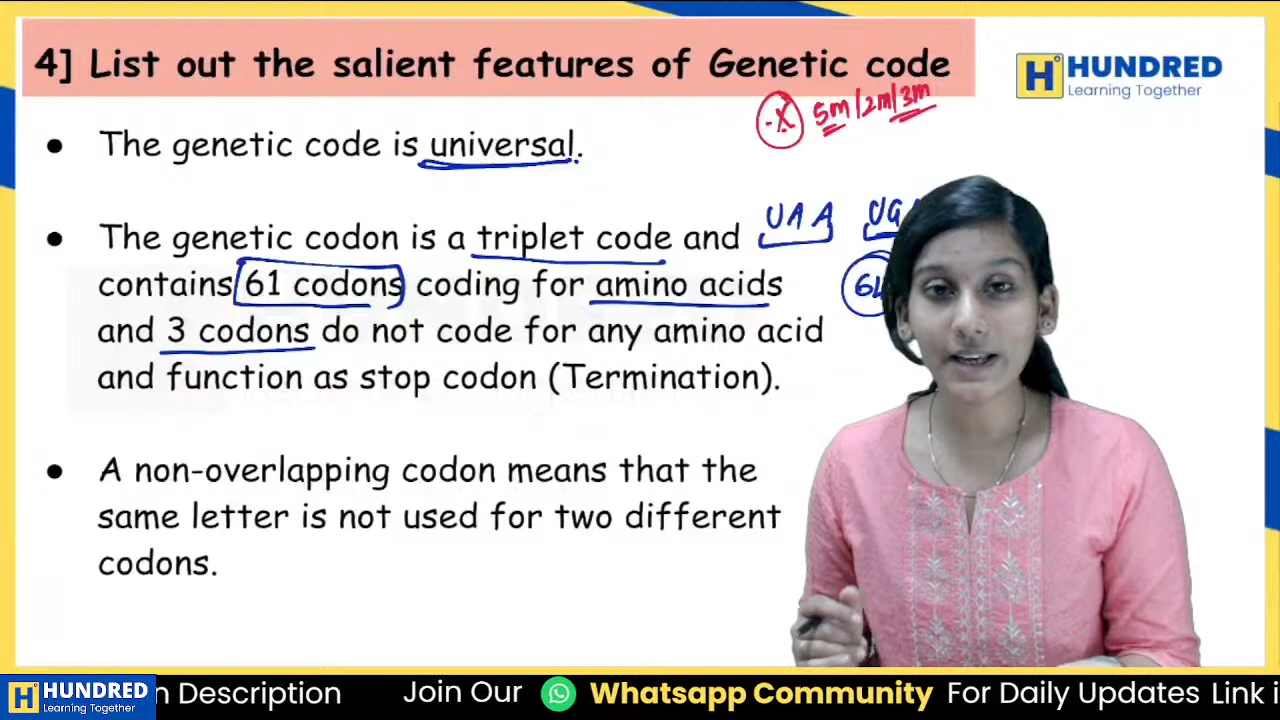 4] List out the salient features of Genetic code
HUNDRED
Learning Together
5m/2m/3m
● The genetic code is universal.
UAA UG
● The genetic codon is a triplet code and
contains 61 codons coding for amino acids
64
and 3 codons do not code for any amino acid
and function as stop codon (Termination).
● A non-overlapping codon means that the
same letter is not used for two different
codons.
HUNDRED
Learning Together
n Description Join Our Whatsapp Community For Daily Updates Link i